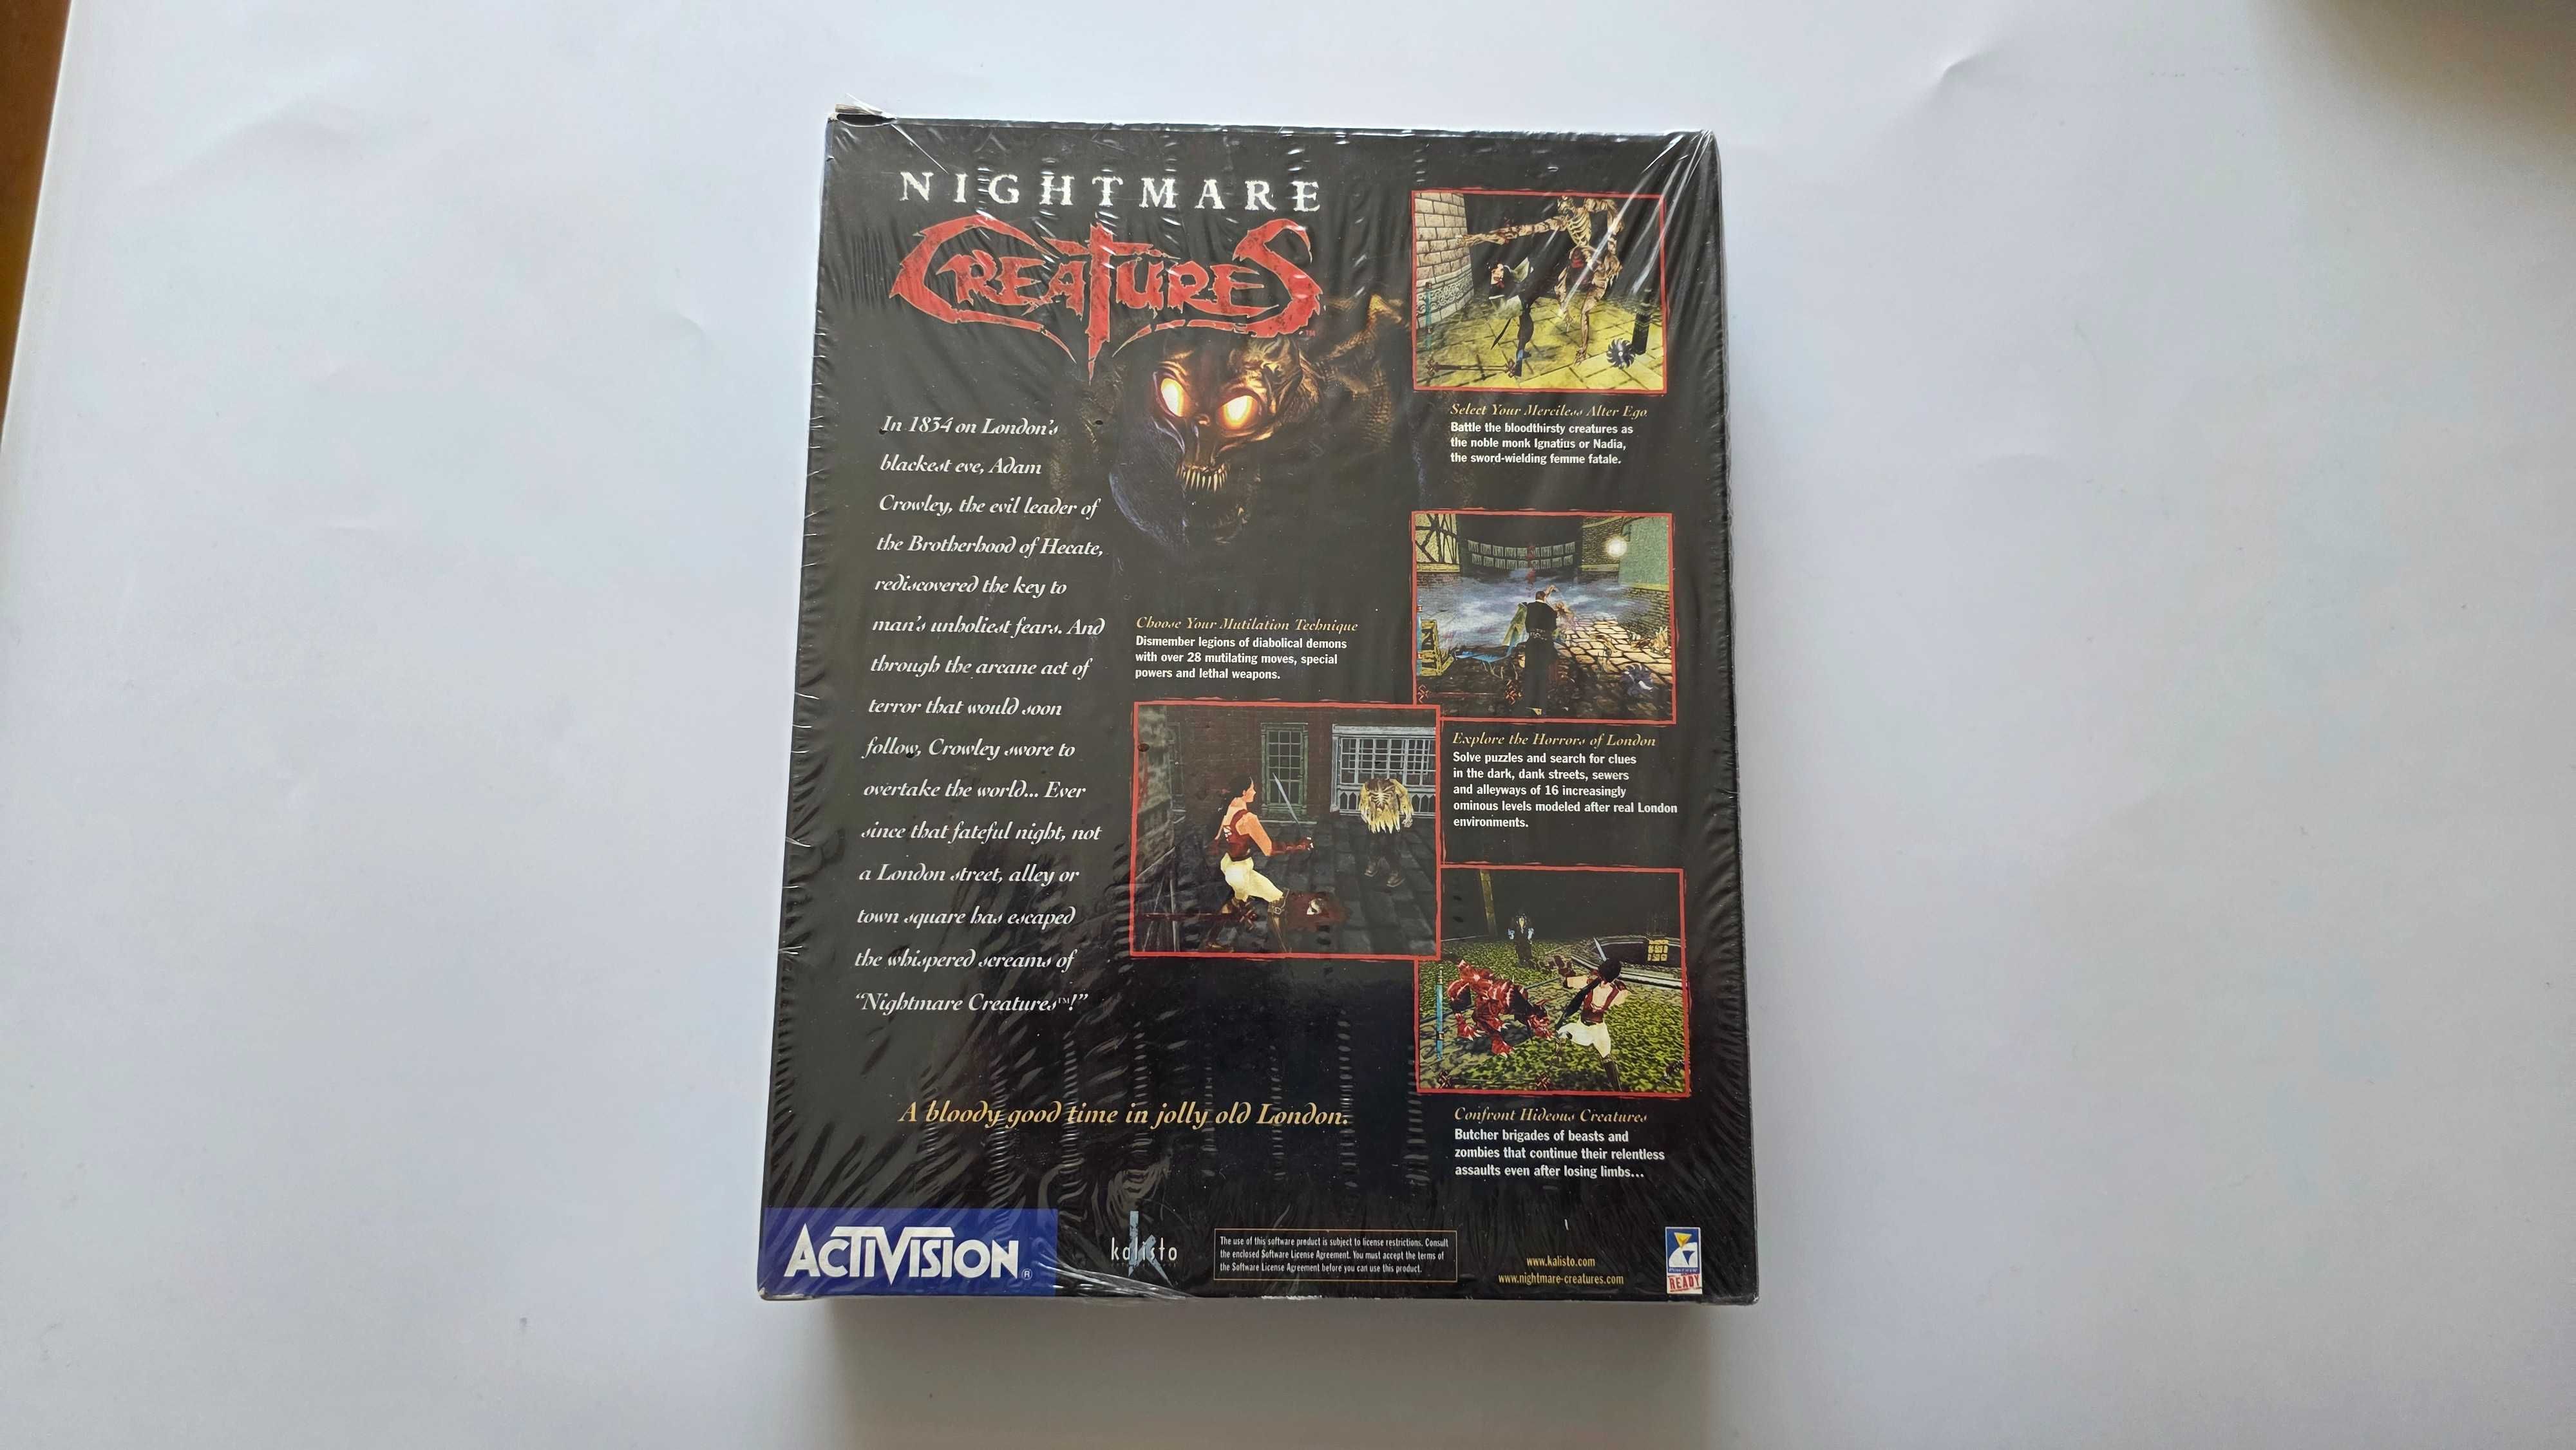 NIGHTMARE
CREATURES™
In 1834 on London's
blackest eve, Adam
Crowley, the evil leader of
the Brotherhood of Hecate,
rediscovered the key to
man's unholiest fears. And
through the arcane act of
terror that would soon
follow, Crowley swore to
overtake the world... Ever
since that fateful night, not
a London street, alley or
town square has escaped
the whispered screams of
“Nightmare Creatures™!”
Select Your Merciless Alter Ego
Battle the bloodthirsty creatures as
the noble monk Ignatius or Nadia,
the sword-wielding femme fatale.
Choose Your Mutilation Technique
Dismember legions of diabolical demons
with over 28 mutilating moves, special
powers and lethal weapons.
Explore the Horrors of London
Solve puzzles and search for clues
in the dark, dank streets, sewers
and alleyways of 16 increasingly
ominous levels modeled after real London
environments.
Confront Hideous Creatures
Butcher brigades of beasts and
zombies that continue their relentless
assaults even after losing limbs...
A bloody good time in jolly old London.
ACTIVISION®
kalisto
The use of this software product is subject to license restrictions. Consult
the enclosed Software License Agreement. You must accept the terms of
the Software License Agreement before you can use this product.
www.kalisto.com
www.nightmare-creatures.com
READY